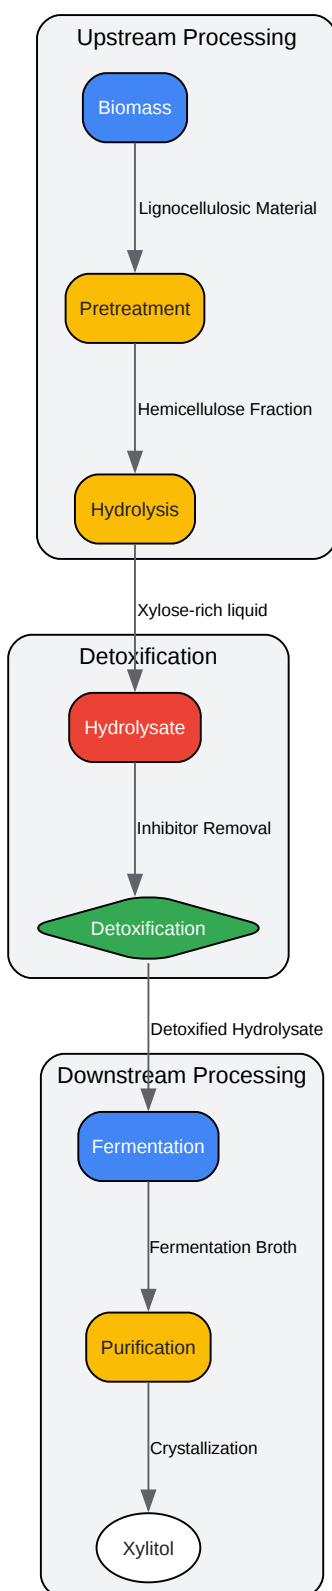 Upstream Processing
Biomass
Lignocellulosic Material
Pretreatment
Hemicellulose Fraction
Hydrolysis
Xylose-rich liquid
Detoxification
Hydrolysate
Inhibitor Removal
Detoxification
Detoxified Hydrolysate
Downstream Processing
Fermentation
Fermentation Broth
Purification
Crystallization
Xylitol